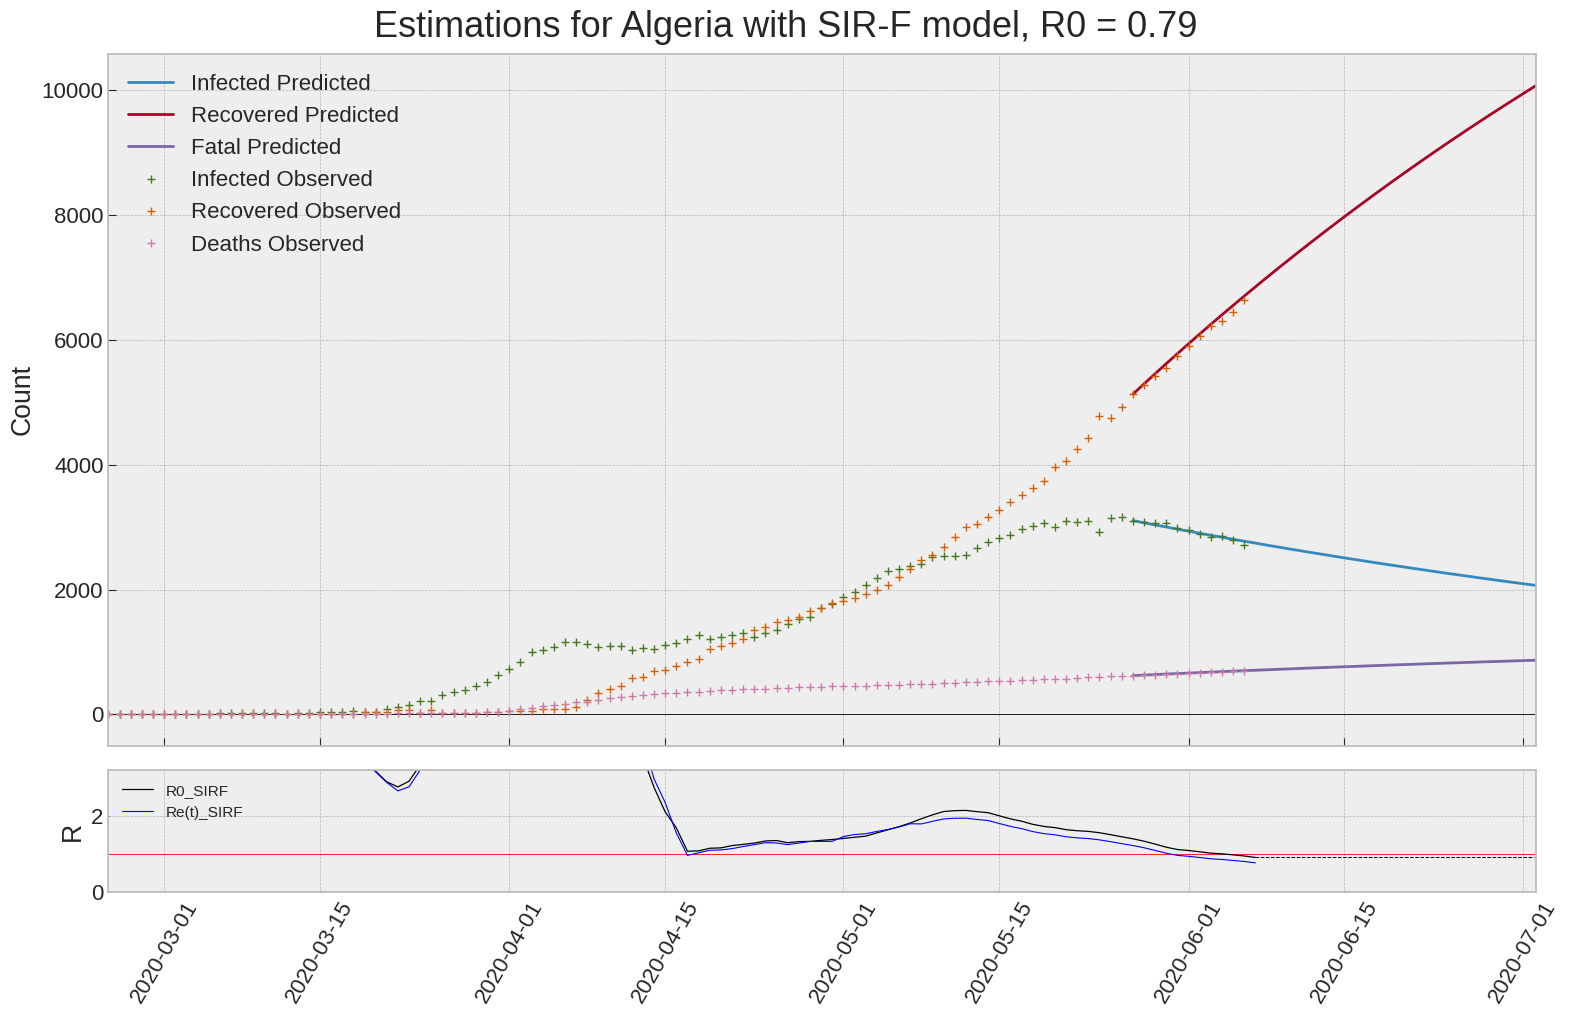 Estimations for Algeria with SIR-F model, R0 = 0.79
Infected Predicted
Recovered Predicted
Fatal Predicted
Infected Observed
Recovered Observed
Deaths Observed
10000
8000
6000
4000
2000
0
Count
R0_SIRF
Re(t)_SIRF
2
0
R
2020-03-01
2020-03-15
2020-04-01
2020-04-15
2020-05-01
2020-05-15
2020-06-01
2020-06-15
2020-07-01